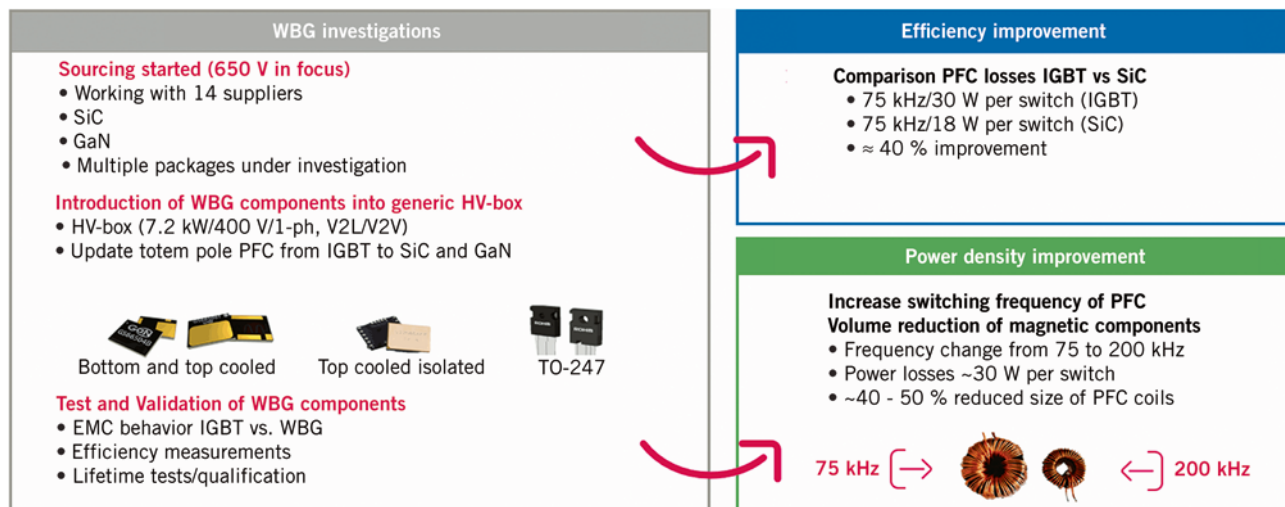 WBG investigations
Sourcing started (650 V in focus)
• Working with 14 suppliers
• SiC
• GaN
• Multiple packages under investigation
Introduction of WBG components into generic HV-box
• HV-box (7.2 kW/400 V/1-ph, V2L/V2V)
• Update totem pole PFC from IGBT to SiC and GaN
Bottom and top cooled
Top cooled isolated
ROHM
TO-247
Test and Validation of WBG components
• EMC behavior IGBT vs. WBG
• Efficiency measurements
• Lifetime tests/qualification
Efficiency improvement
Comparison PFC losses IGBT vs SiC
• 75 kHz/30 W per switch (IGBT)
• 75 kHz/18 W per switch (SiC)
• ≈ 40 % improvement
Power density improvement
Increase switching frequency of PFC
Volume reduction of magnetic components
• Frequency change from 75 to 200 kHz
• Power losses ~30 W per switch
• ~40 - 50 % reduced size of PFC coils
75 kHz
200 kHz